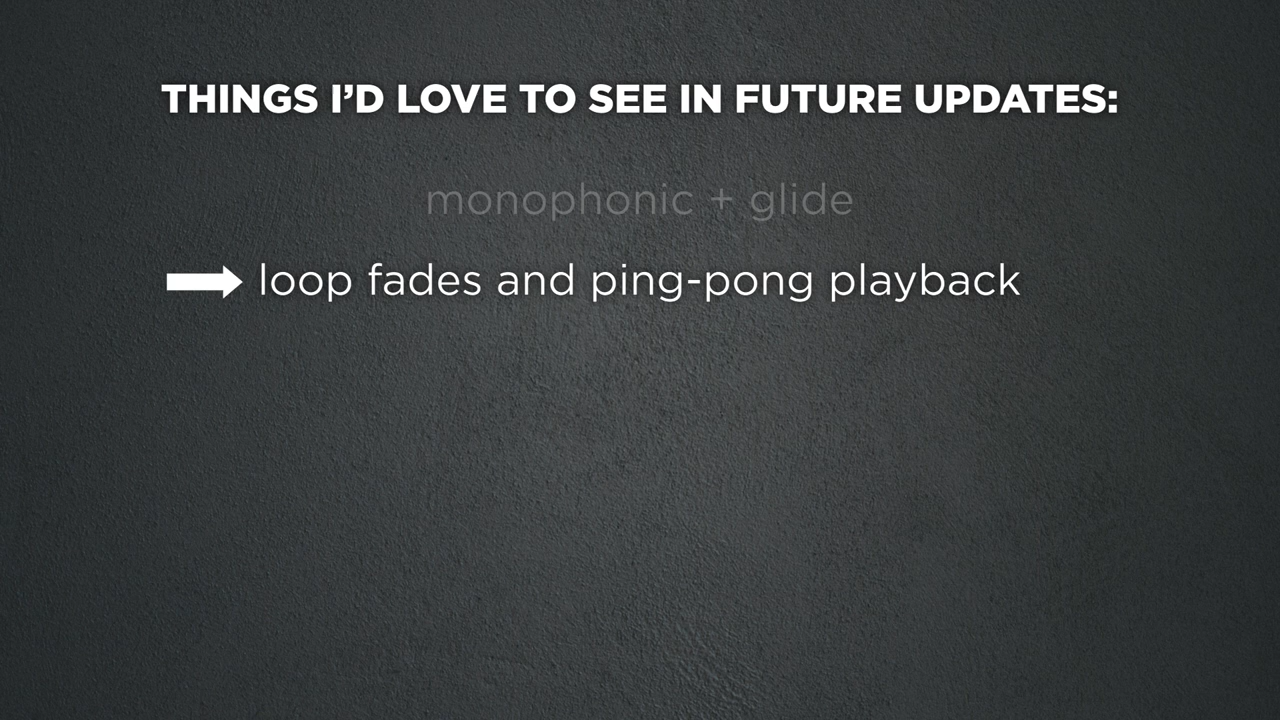 THINGS I’D LOVE TO SEE IN FUTURE UPDATES:
monophonic + glide
loop fades and ping-pong playback